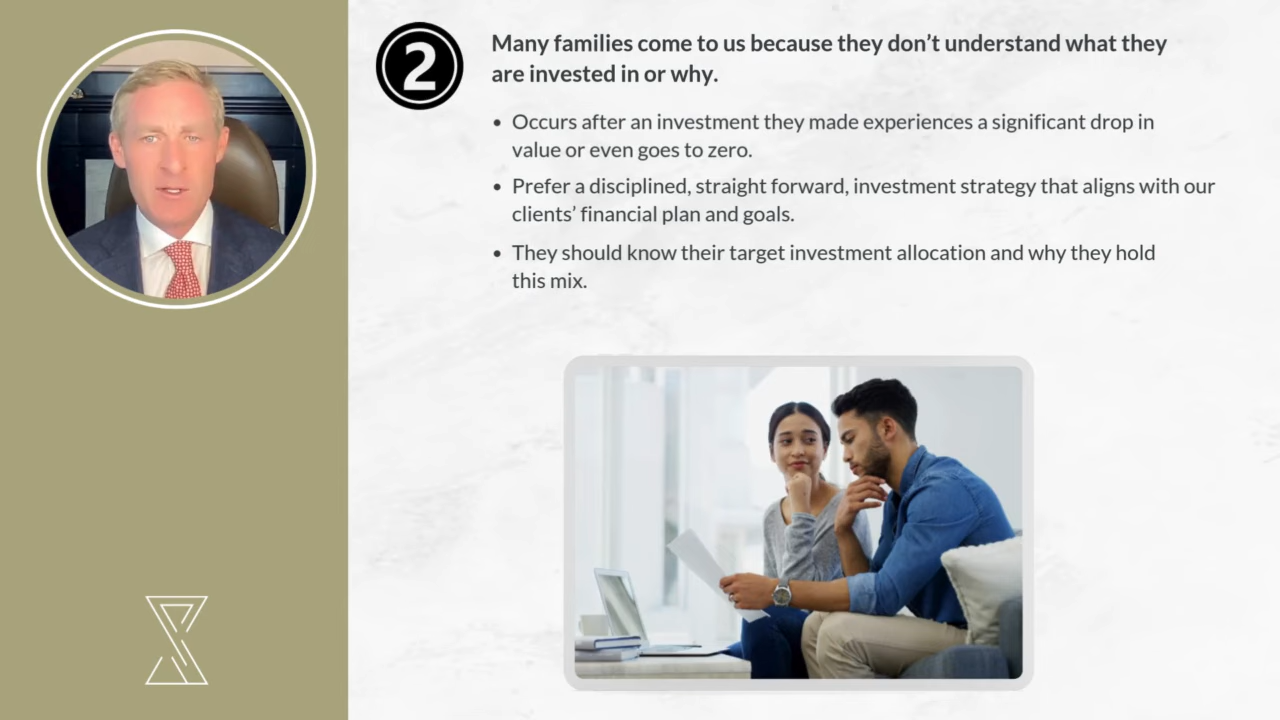 2
Many families come to us because they don’t understand what they
are invested in or why.
• Occurs after an investment they made experiences a significant drop in
value or even goes to zero.
• Prefer a disciplined, straight forward, investment strategy that aligns with our
clients’ financial plan and goals.
• They should know their target investment allocation and why they hold
this mix.